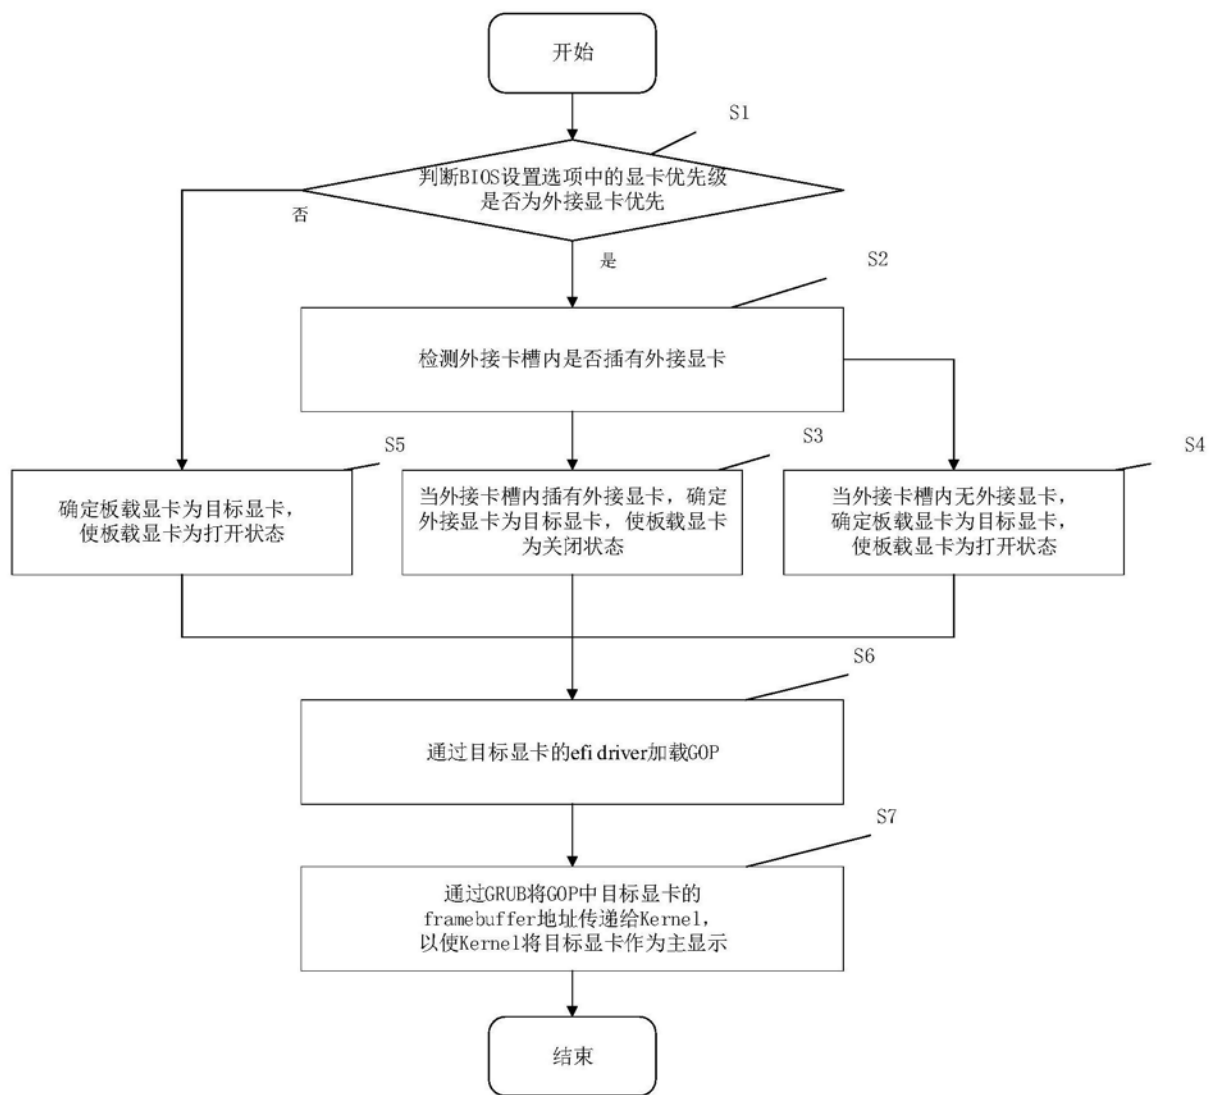 开始
S1
判断BIOS设置选项中的显卡优先级
是否为外接显卡优先
否
是
S2
检测外接卡槽内是否插有外接显卡
S5
确定板载显卡为目标显卡，
使板载显卡为打开状态
S3
当外接卡槽内插有外接显卡，确定
外接显卡为目标显卡，使板载显卡
为关闭状态
S4
当外接卡槽内无外接显卡，
确定板载显卡为目标显卡，
使板载显卡为打开状态
S6
通过目标显卡的efi driver加载GOP
S7
通过GRUB将GOP中目标显卡的
framebuffer地址传递给Kernel，
以使Kernel将目标显卡作为主显示
结束